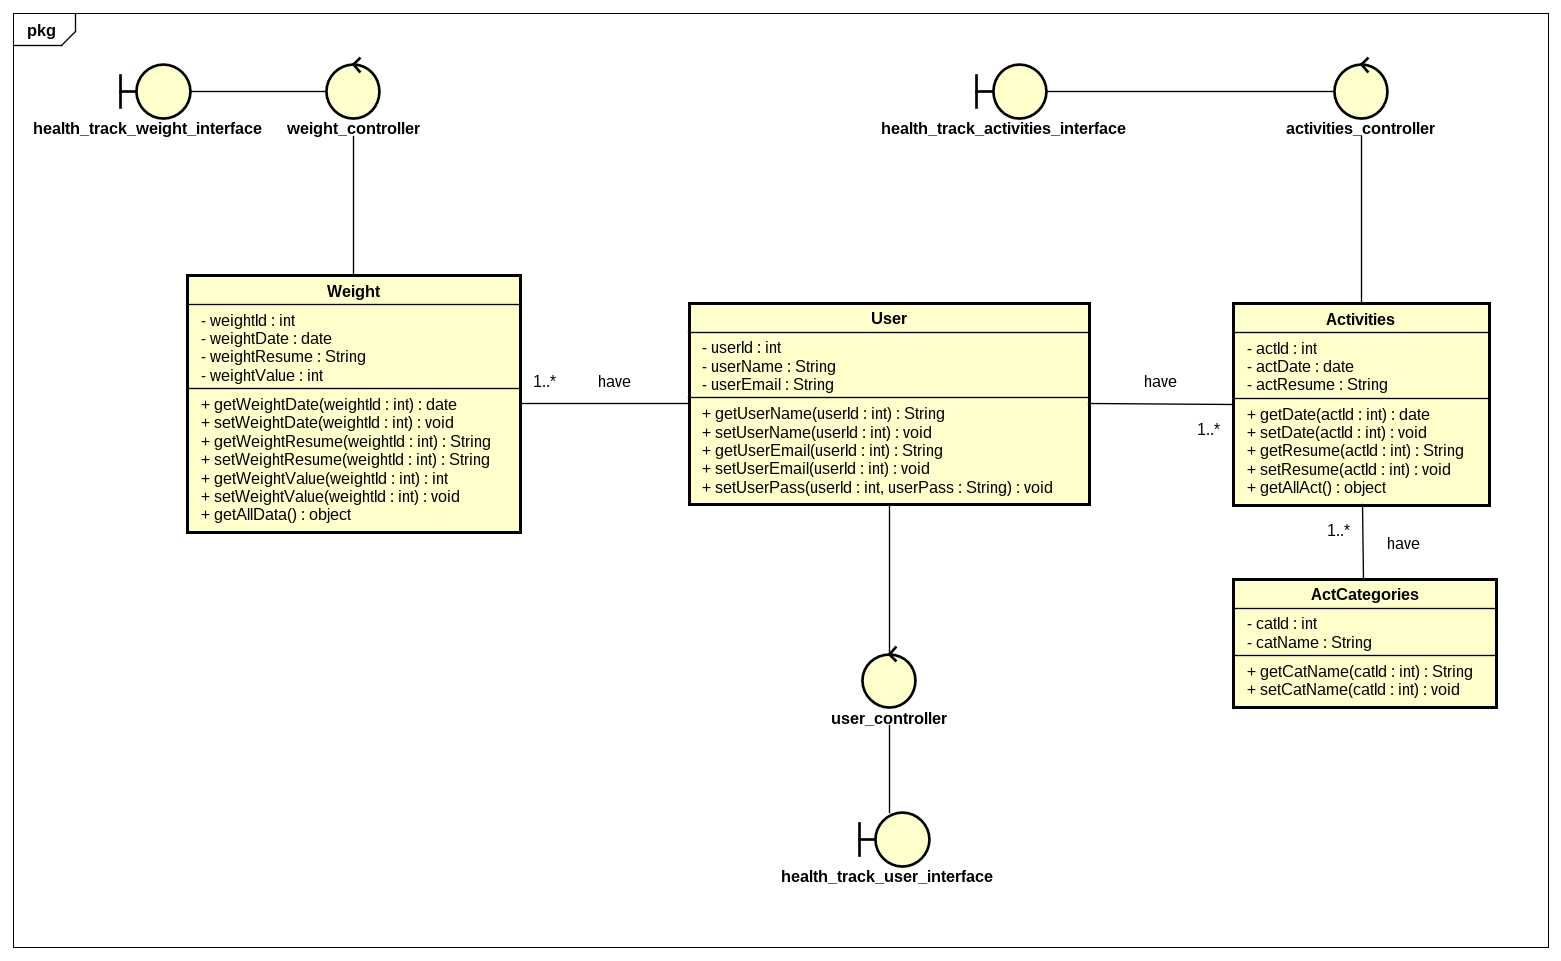 pkg
health_track_weight_interface
weight_controller
health_track_activities_interface
activities_controller
Weight
- weightId : int
- weightDate : date
- weightResume : String
- weightValue : int
+ getWeightDate(weightId : int) : date
+ setWeightDate(weightId : int) : void
+ getWeightResume(weightId : int) : String
+ setWeightResume(weightId : int) : String
+ getWeightValue(weightId : int) : int
+ setWeightValue(weightId : int) : void
+ getAllData() : object
1..*
have
User
- userId : int
- userName : String
- userEmail : String
+ getUserName(userId : int) : String
+ setUserName(userId : int) : void
+ getUserEmail(userId : int) : String
+ setUserEmail(userId : int) : void
+ setUserPass(userId : int, userPass : String) : void
have
1..*
Activities
- actId : int
- actDate : date
- actResume : String
+ getDate(actId : int) : date
+ setDate(actId : int) : void
+ getResume(actId : int) : String
+ setResume(actId : int) : void
+ getAllAct() : object
1..*
have
ActCategories
- catId : int
- catName : String
+ getCatName(catId : int) : String
+ setCatName(catId : int) : void
user_controller
health_track_user_interface